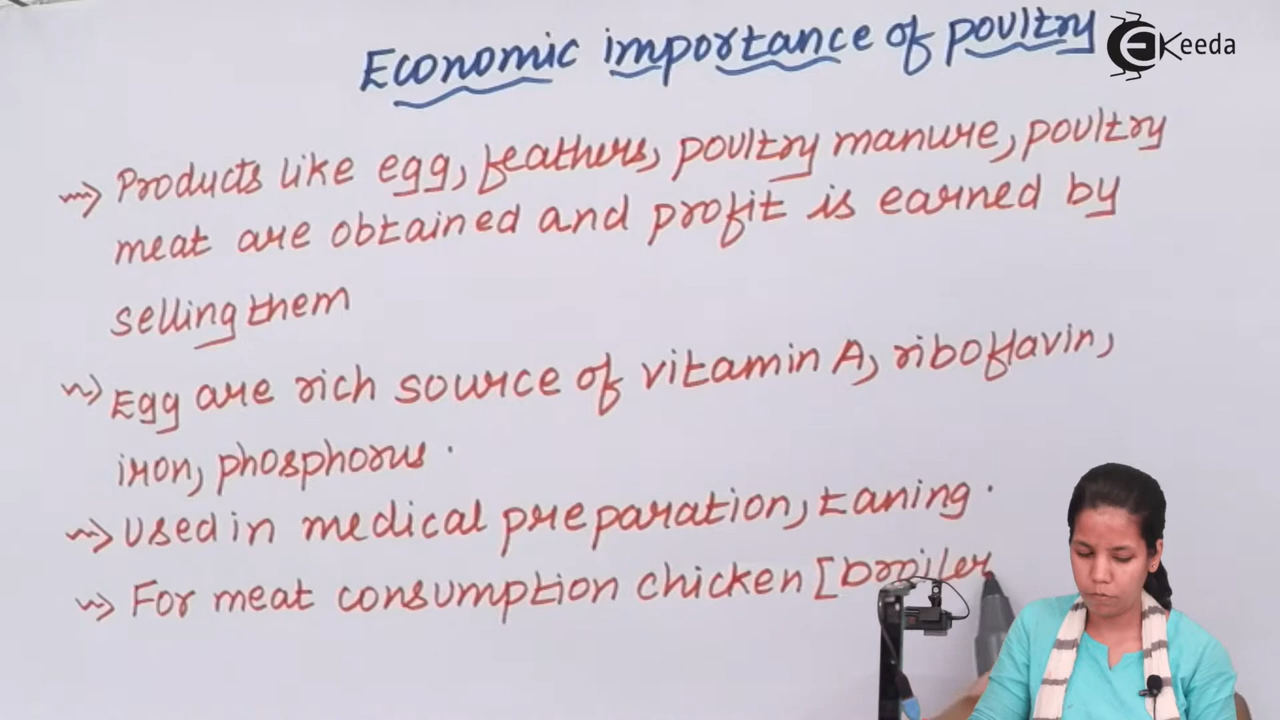 Economic importance of poultry
EKeeda
Products like egg, feathers, poultry manure, poultry
meat are obtained and profit is earned by
selling them
Egg are rich source of vitamin A, riboflavin,
iron, phosphorus.
Used in medical preparation, taning.
For meat consumption chicken [broiler